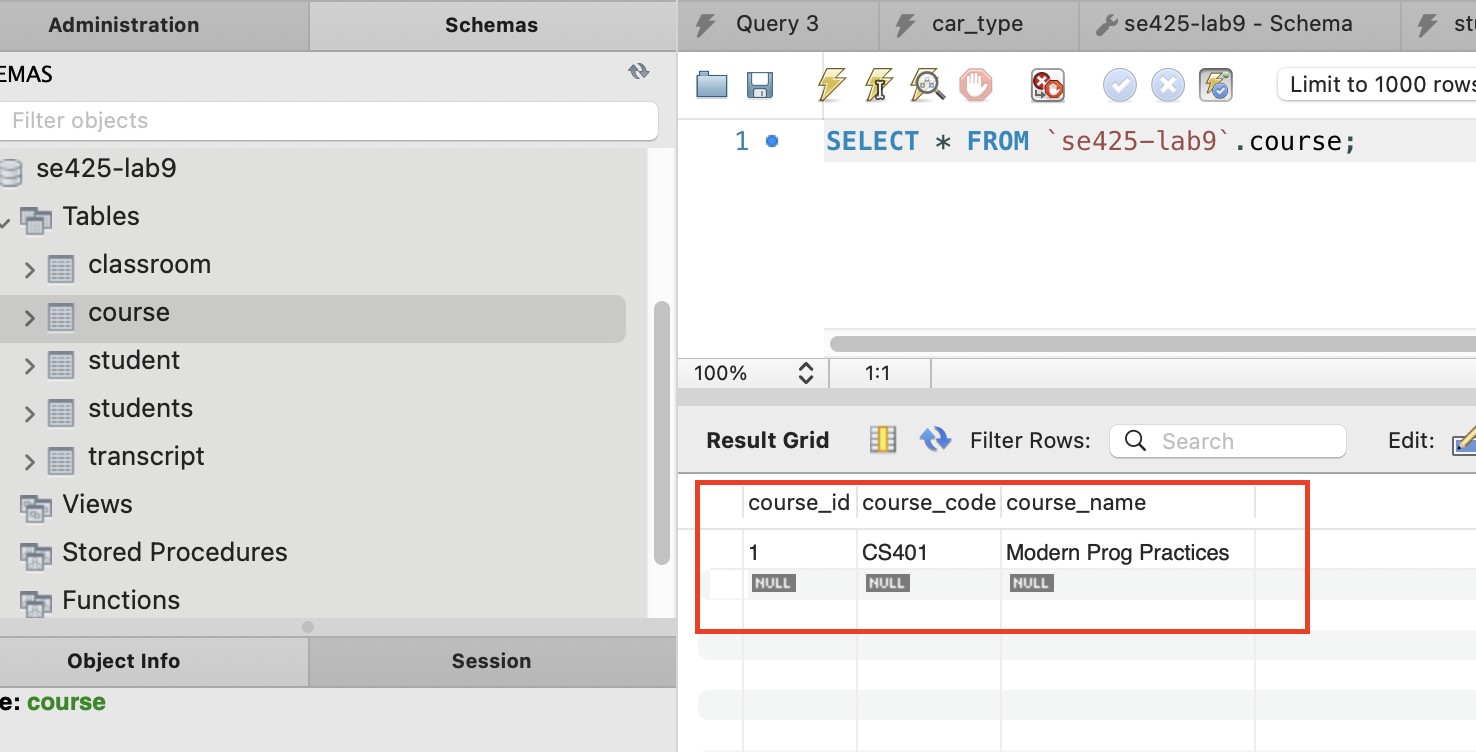 Administration
Schemas
EMAS
Filter objects
se425-lab9
Tables
classroom
course
student
students
transcript
Views
Stored Procedures
Functions
Object Info
Session
e: course
Query 3
car_type
se425-lab9 - Schema
st
Limit to 1000 rows
1 SELECT * FROM `se425-lab9`.course;
100% 1:1
Result Grid Filter Rows: Search Edit:
course_id course_code course_name
1 CS401 Modern Prog Practices
NULL NULL NULL